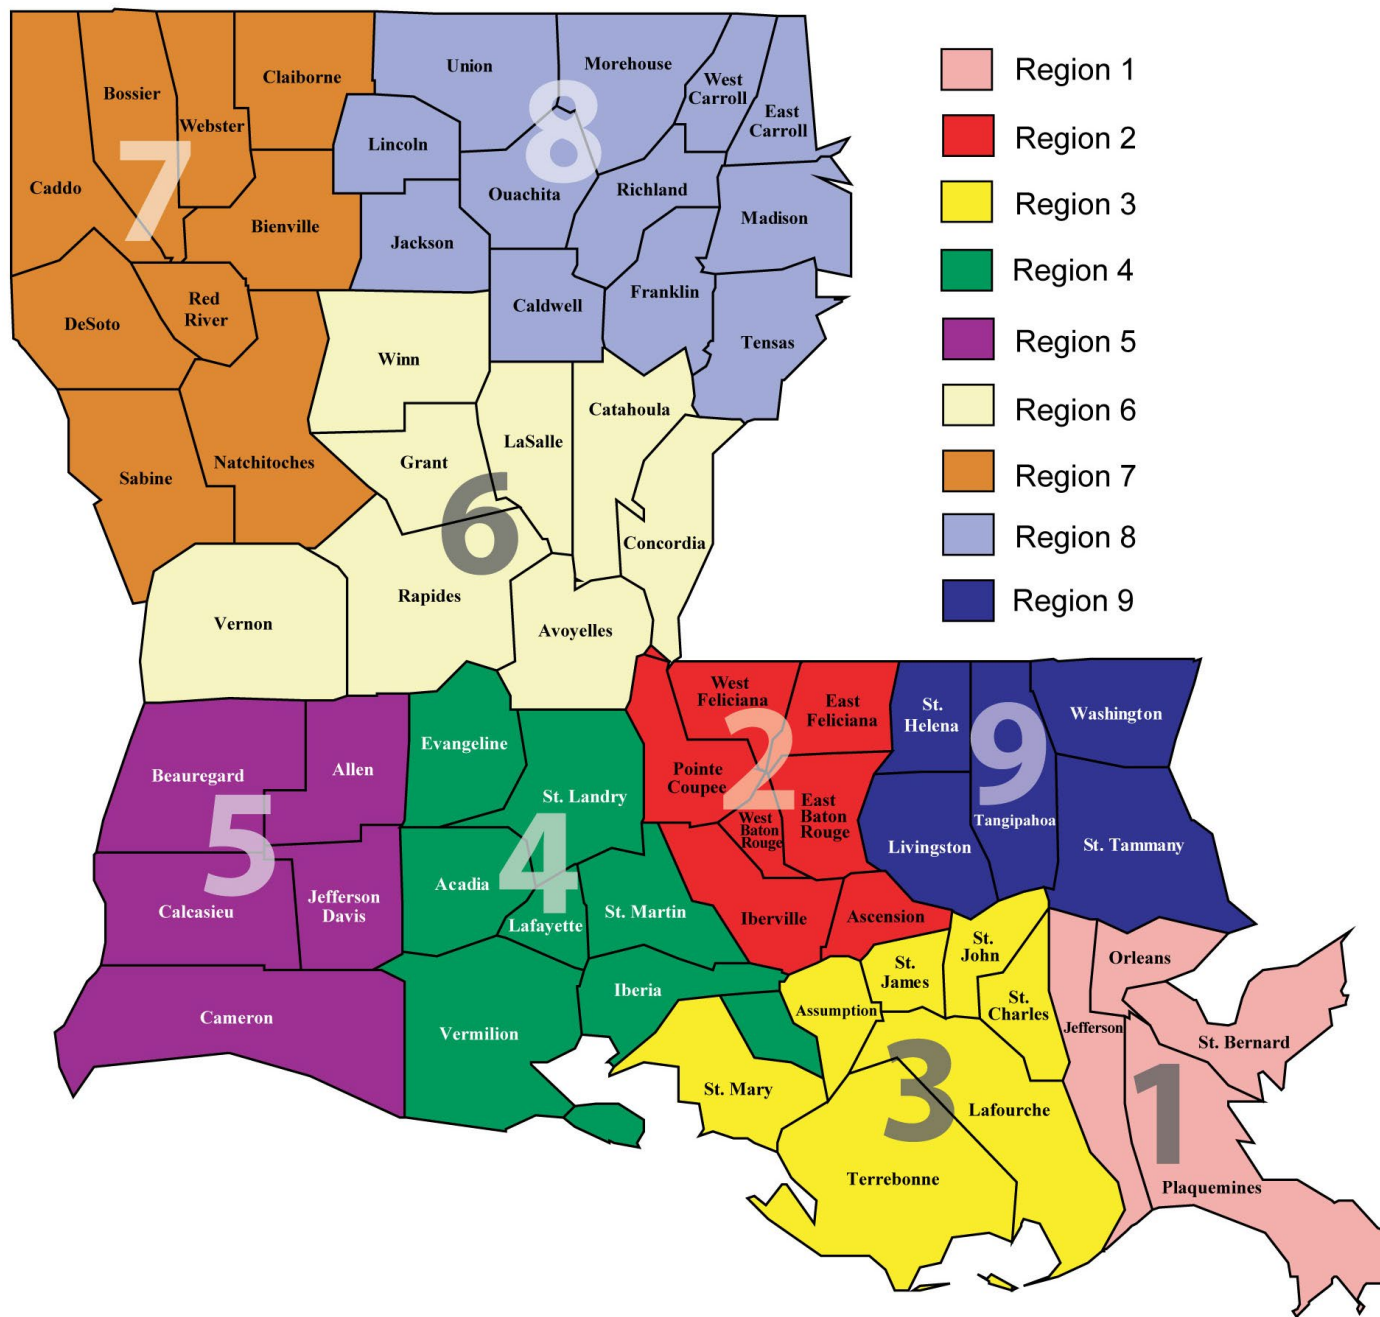 Union
Morehouse
Claiborne
West
Carroll
Bossier
8
East
Carroll
Webster
Lincoln
7
Caddo
Ouachita
Richland
Madison
Bienville
Jackson
Red
River
Caldwell
Franklin
DeSoto
Tensas
Winn
Catahoula
LaSalle
Natchitoches
Grant
Sabine
6
Concordia
Rapides
Vernon
Avoyelles
West
Feliciana
East
Feliciana
St.
Helena
9
Washington
Evangeline
2
Beauregard
Allen
Pointe
Coupee
St. Landry
East
Baton
Rouge
West
Baton
Rouge
Tangipahoa
5
4
Livingston
St. Tammany
Acadia
Jefferson
Davis
Calcasieu
St. Martin
Lafayette
Iberville
Ascension
St.
John
Orleans
St.
James
Iberia
St.
Charles
Assumption
Cameron
Vermilion
Jefferson
St. Bernard
St. Mary
3
Lafourche
1
Terrebonne
Plaquemines
Region 1
Region 2
Region 3
Region 4
Region 5
Region 6
Region 7
Region 8
Region 9